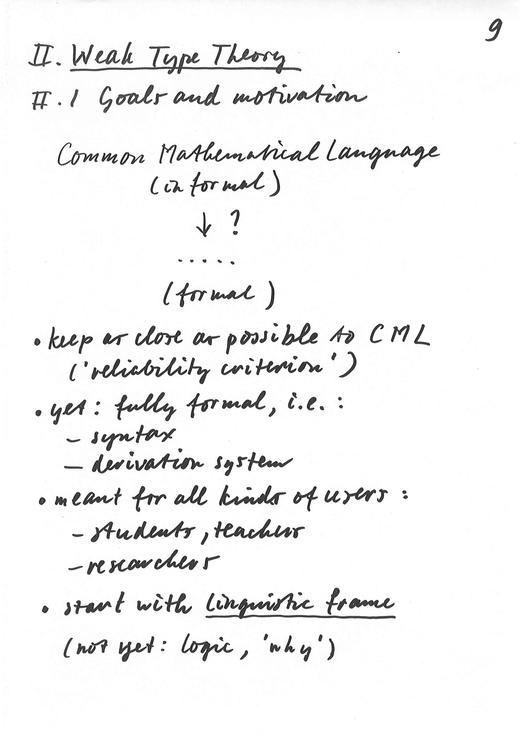 9
II. Weak Type Theory
II.1 Goals and motivation
Common Mathematical Language
(informal)
↓ ?
.....
(formal)
• keep as close as possible to CML
('reliability criterion')
• yet: fully formal, i.e.:
– syntax
– derivation system
• meant for all kinds of users:
– students, teachers
– researchers
• start with linguistic frame
(not yet: logic, 'why')